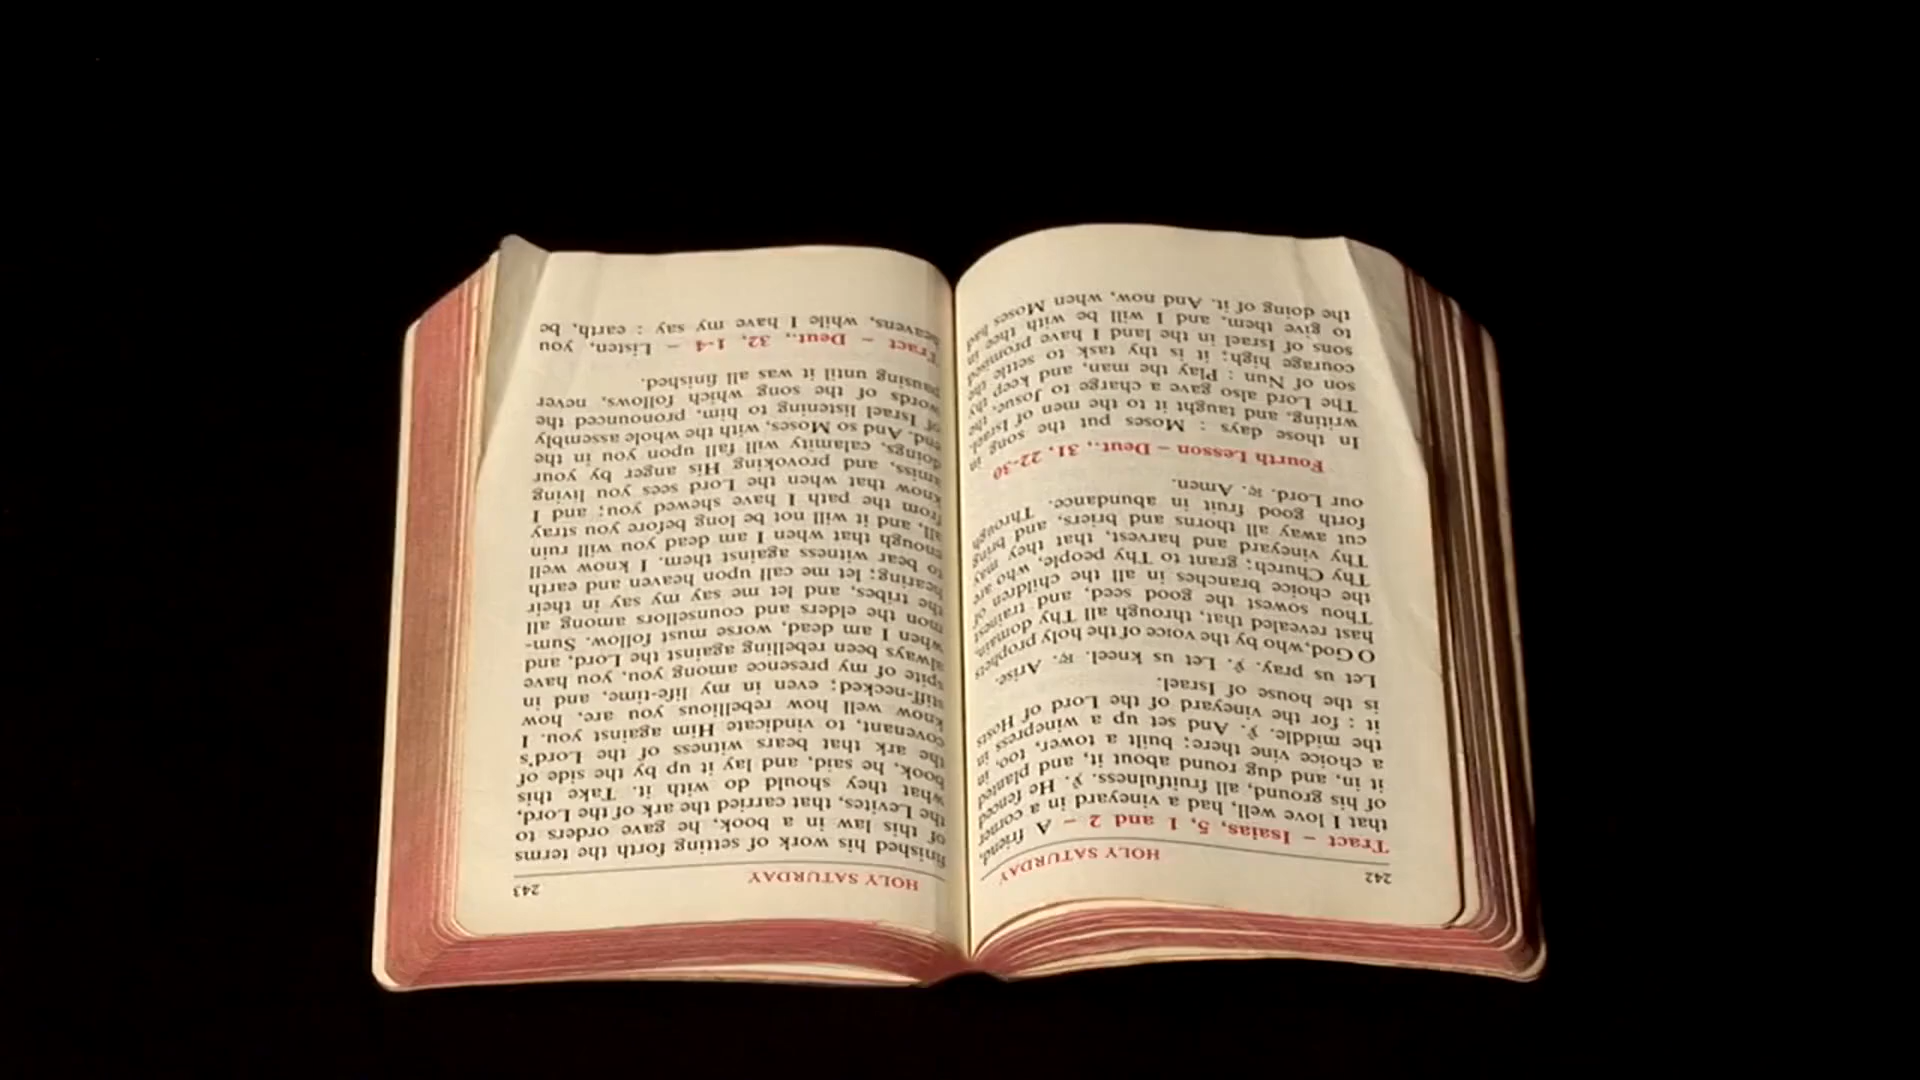 242
HOLY SATURDAY
Tract – Isaias, 5, 1 and 2 – A friend,
that I love well, had a vineyard in a corner
of his ground, all fruitfulness. ℣. He fenced
it in, and dug round about it, and planted
a choice vine there; built a tower, too, in
the middle. ℣. And set up a winepress in
it : for the vineyard of the Lord of Hosts
is the house of Israel.
Let us pray. ℣. Let us kneel. ℟. Arise.
O God, who by the voice of the holy prophets
hast revealed that, through all Thy domain,
Thou sowest the good seed, and trainest
the choice branches in all the children of
Thy Church; grant to Thy people, who are
Thy vineyard and harvest, that they may
cut away all thorns and briers, and bring
forth good fruit in abundance. Through
our Lord. ℟. Amen.
Fourth Lesson – Deut., 31, 22-30
In those days : Moses put the song in
writing, and taught it to the men of Israel.
The Lord also gave a charge to Josue, the
son of Nun : Play the man, and keep thy
courage high; it is thy task to settle the
sons of Israel in the land I have promised
to give them, and I will be with thee in
the doing of it. And now, when Moses had
HOLY SATURDAY
243
finished his work of setting forth the terms
of this law in a book, he gave orders to
the Levites, that carried the ark of the Lord,
what they should do with it. Take this
book, he said, and lay it up by the side of
the ark that bears witness of the Lord's
covenant, to vindicate Him against you. I
know well how rebellious you are, how
stiff-necked; even in my life-time, and in
spite of my presence among you, you have
always been rebelling against the Lord, and
when I am dead, worse must follow. Sum-
mon the elders and counsellors among all
the tribes, and let me say my say in their
hearing; let me call upon heaven and earth
to bear witness against them. I know well
enough that when I am dead you will ruin
all, and it will not be long before you stray
from the path I have shewed you; and I
know that when the Lord sees you living
amiss, and provoking His anger by your
doings, calamity will fall upon you in the
end. And so Moses, with the whole assembly
of Israel listening to him, pronounced the
words of the song which follows, never
pausing until it was all finished.
Tract – Deut., 32, 1-4 – Listen, you
heavens, while I have my say : earth, be